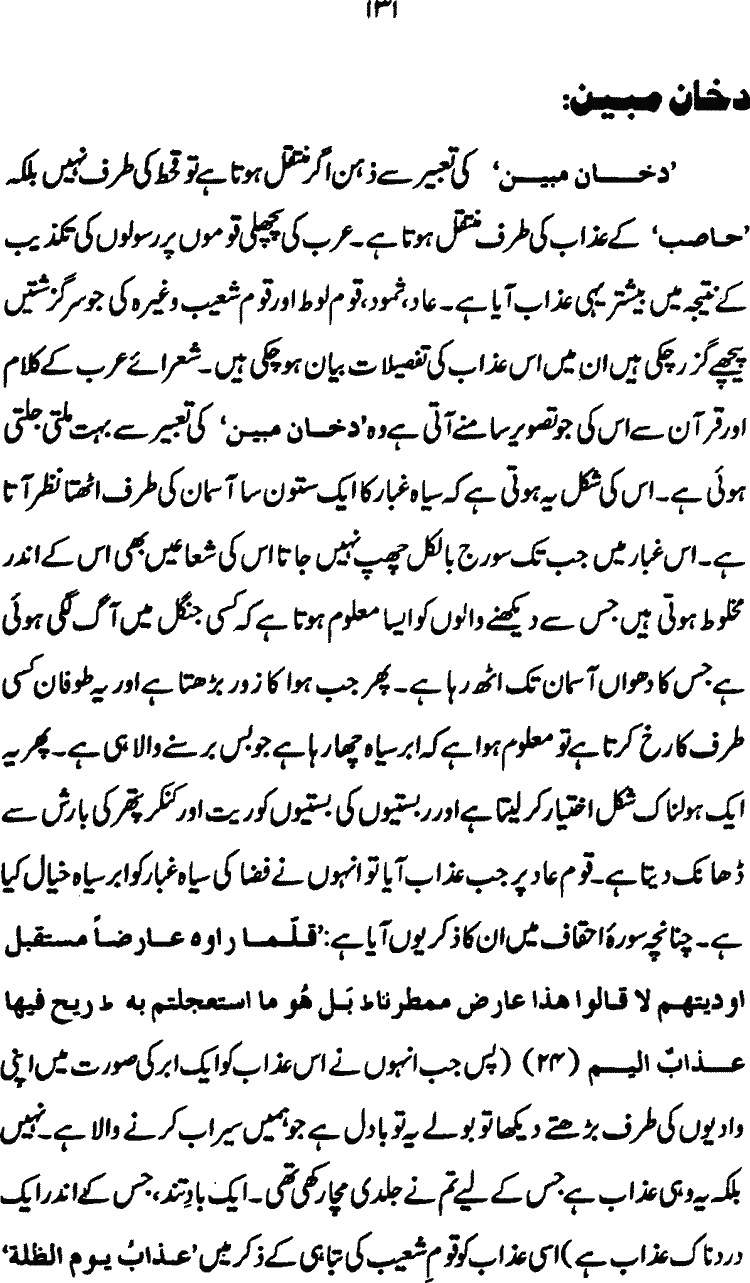 ۱۳۱
دخان مبین:
’دخان مبین‘ کی تعبیر سے ذہن اگر منتقل ہوتا ہے تو قحط کی طرف نہیں بلکہ
’حاصب‘ کے عذاب کی طرف منتقل ہوتا ہے۔ عرب کی پچھلی قوموں پر رسولوں کی تکذیب
کے نتیجہ میں بیشتر یہی عذاب آیا ہے۔ عاد، ثمود، قوم لوط اور قوم شعیب وغیرہ کی جو سرگزشتیں
پیچھے گزر چکی ہیں ان میں اس عذاب کی تفصیلات بیان ہو چکی ہیں۔ شعرائے عرب کے کلام
اور قرآن سے اس کی جو تصویر سامنے آتی ہے وہ ’دخان مبین‘ کی تعبیر سے بہت ملتی جلتی
ہوئی ہے۔ اس کی شکل یہ ہوتی ہے کہ سیاہ غبار کا ایک ستون سا آسمان کی طرف اٹھتا نظر آتا
ہے۔ اس غبار میں جب تک سورج بالکل چھپ نہیں جاتا اس کی شعاعیں بھی اس کے اندر
مخلوط ہوتی ہیں جس سے دیکھنے والوں کو ایسا معلوم ہوتا ہے کہ کسی جنگل میں آگ لگی ہوئی
ہے جس کا دھواں آسمان تک اٹھ رہا ہے۔ پھر جب ہوا کا زور بڑھتا ہے اور یہ طوفان کسی
طرف کا رخ کرتا ہے تو معلوم ہوا ہے کہ ابر سیاہ چھا رہا ہے جو بس برسنے والا ہی ہے۔ پھر یہ
ایک ہولناک شکل اختیار کر لیتا ہے اور ربستیوں کی بستیوں کو ریت اور کنکر پتھر کی بارش سے
ڈھانک دیتا ہے۔ قوم عاد پر جب عذاب آیا تو انہوں نے فضا کی سیاہ غبار کو ابر سیاہ خیال کیا
ہے۔ چنانچہ سورۂ احقاف میں ان کا ذکر یوں آیا ہے: ’قلّما راوہ عارضاً مستقبل
اودیتهم لا قالوا هذا عارض ممطرنا ط بَل هُو ما استعجلتم به ط ریح فیها
عذابٌ الیم (۲۴) (پس جب انہوں نے اس عذاب کو ایک ابر کی صورت میں اپنی
وادیوں کی طرف بڑھتے دیکھا تو بولے یہ تو بادل ہے جو ہمیں سیراب کرنے والا ہے۔ نہیں
بلکہ یہ وہی عذاب ہے جس کے لیے تم نے جلدی مچا رکھی تھی۔ ایک بادِ تند، جس کے اندر ایک
دردناک عذاب ہے) اسی عذاب کو قومِ شعیب کی تباہی کے ذکر میں ’عذابُ یوم الظلة‘